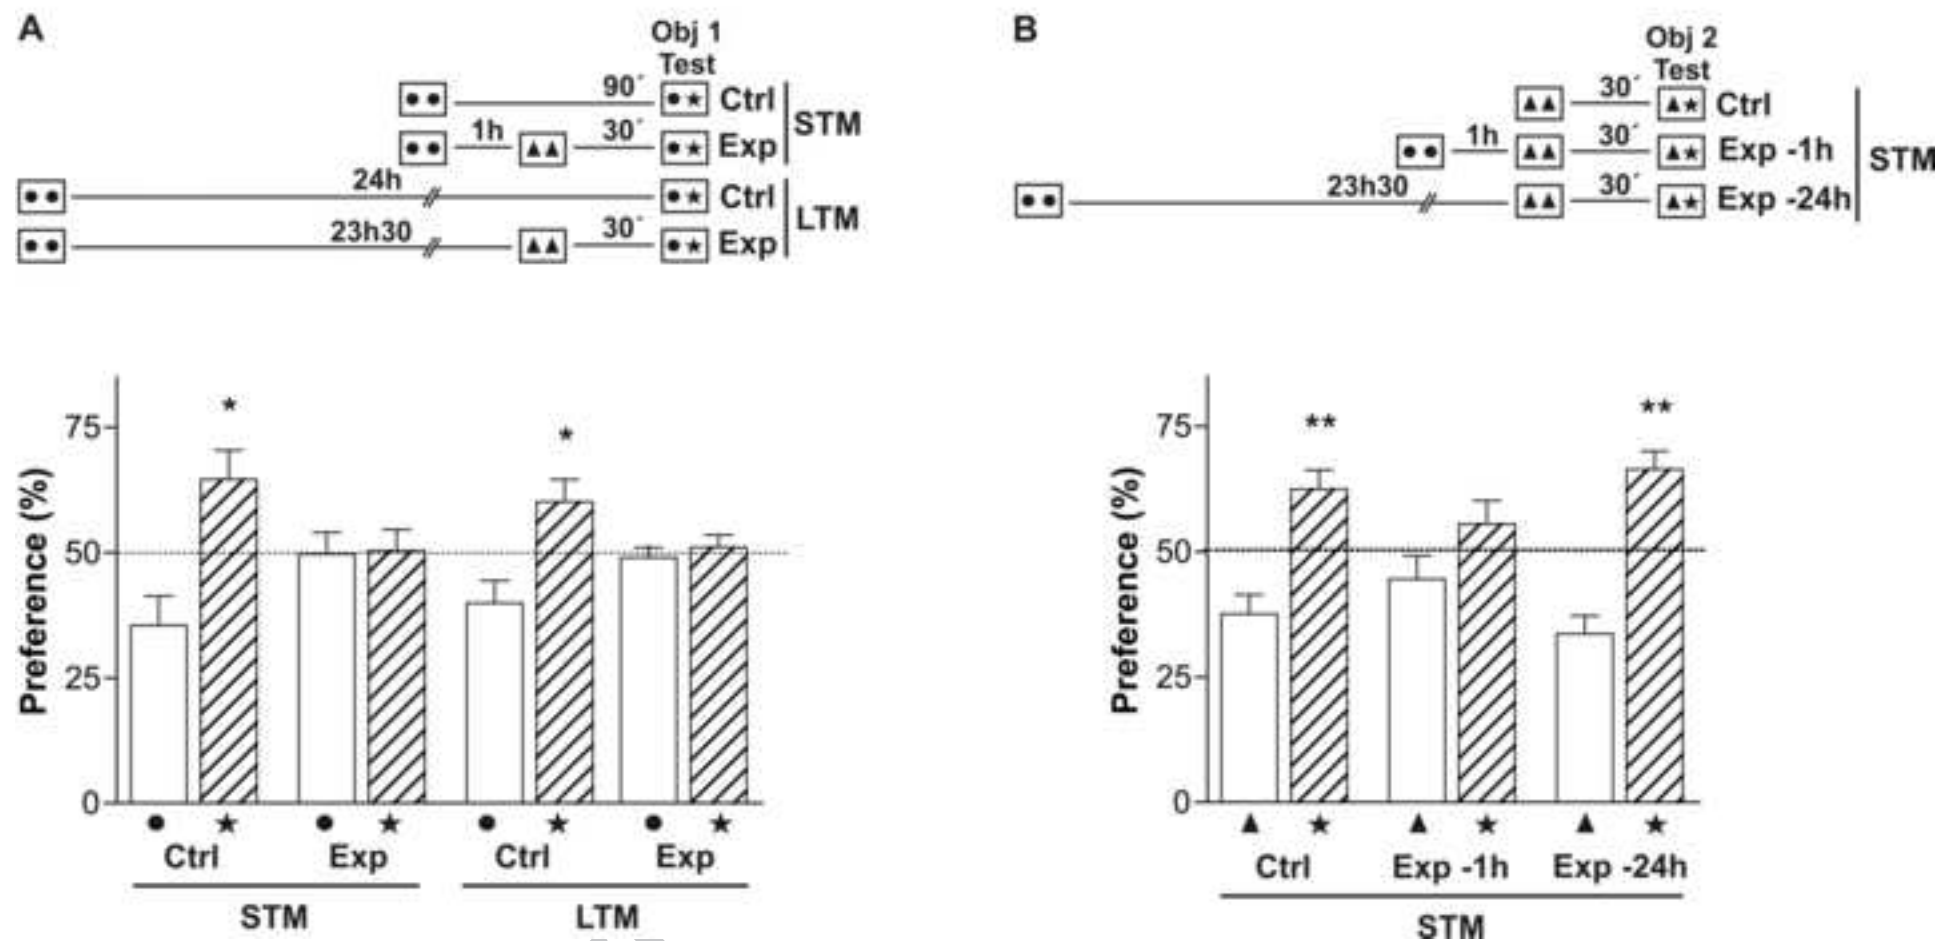 A
Obj 1
Test
90´
Ctrl
1h
30´
Exp
STM
24h
Ctrl
23h30
30´
Exp
LTM
75
50
25
0
Preference (%)
*
*
Ctrl
Exp
Ctrl
Exp
STM
LTM
B
Obj 2
Test
30´
Ctrl
1h
30´
Exp -1h
23h30
30´
Exp -24h
STM
75
50
25
0
Preference (%)
**
**
Ctrl
Exp -1h
Exp -24h
STM